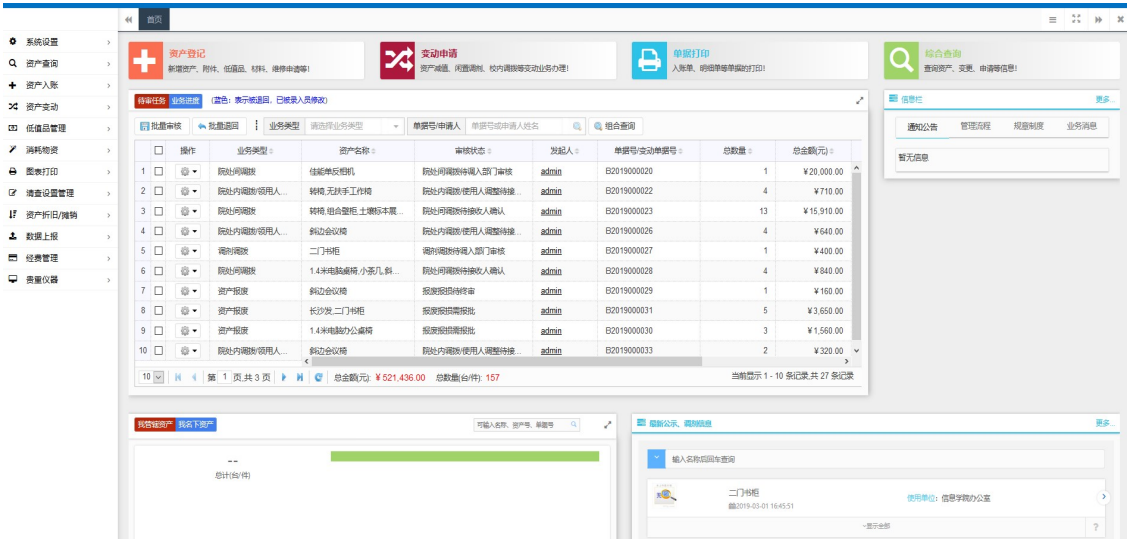 首页
系统设置
资产查询
资产入账
资产变动
低值品管理
消耗物资
图表打印
清查设置管理
资产折旧/摊销
数据上报
经费管理
贵重仪器
资产登记
新增资产、附件、低值品、材料、维修申请等!
变动申请
资产减值、闲置调剂、校内调拨等变动业务办理!
单据打印
入账单、明细单等单据的打印!
综合查询
查询资产、变更、申请等信息!
待审任务 业务进度 (蓝色：表示被退回，已被录入员修改)
批量审核 批量退回 业务类型 请选择业务类型 单据号/申请人 单据号或申请人姓名 组合查询
操作 业务类型 资产名称 审核状态 发起人 单据号/变动单据号 总数量 总金额(元)
1 院处间调拨 佳能单反相机 院处间调拨待调入部门审核 admin B2019000020 1 ￥20,000.00
2 院处内调拨/领用人... 转椅,无扶手工作椅 院处内调拨/使用人调整待接... admin B2019000022 4 ￥710.00
3 院处间调拨 转椅,组合壁柜,土壤标本展... 院处间调拨待接收人确认 admin B2019000023 13 ￥15,910.00
4 院处内调拨/领用人... 斜边会议椅 院处内调拨/使用人调整待接... admin B2019000026 4 ￥640.00
5 调剂调拨 二门书柜 调剂调拨待调入部门审核 admin B2019000027 1 ￥400.00
6 院处间调拨 1.4米电脑桌椅,小茶几,斜... 院处间调拨待接收人确认 admin B2019000028 4 ￥840.00
7 资产报废 斜边会议椅 报废报损待终审 admin B2019000029 1 ￥160.00
8 资产报废 长沙发,二门书柜 报废报损需报批 admin B2019000031 5 ￥3,650.00
9 资产报废 1.4米电脑办公桌椅 报废报损需报批 admin B2019000030 3 ￥1,560.00
10 院处内调拨/领用人... 斜边会议椅 院处内调拨/使用人调整待接... admin B2019000033 2 ￥320.00
10 第 1 页,共 3 页 总金额(元): ￥521,436.00 总数量(台/件): 157 当前显示 1 - 10 条记录,共 27 条记录
信息栏 更多...
通知公告 管理流程 规章制度 业务消息
暂无信息
我管辖资产 我名下资产 可输入名称、资产号、单据号
--
总计(台/件)
最新公示、调剂信息 更多...
输入名称后回车查询
二门书柜
2019-03-01 16:45:51
使用单位：信息学院办公室
显示全部
?